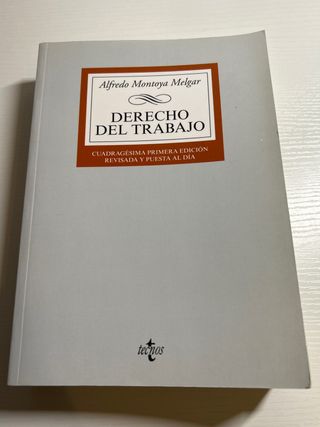 Alfredo Montoya Melgar
DERECHO
DEL TRABAJO
CUADRAGÉSIMA PRIMERA EDICIÓN
REVISADA Y PUESTA AL DÍA
tecnos